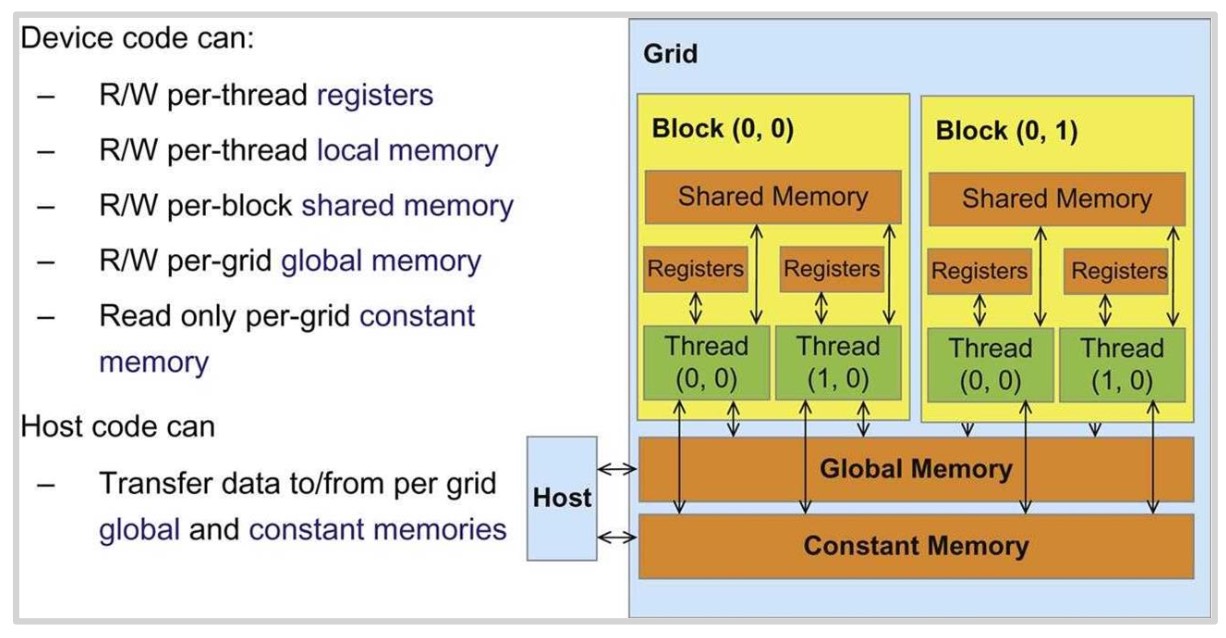 Device code can:
– R/W per-thread registers
– R/W per-thread local memory
– R/W per-block shared memory
– R/W per-grid global memory
– Read only per-grid constant
memory
Host code can
– Transfer data to/from per grid
global and constant memories
Grid
Block (0, 0)
Shared Memory
Registers
Registers
Thread
(0, 0)
Thread
(1, 0)
Block (0, 1)
Shared Memory
Registers
Registers
Thread
(0, 0)
Thread
(1, 0)
Host
Global Memory
Constant Memory